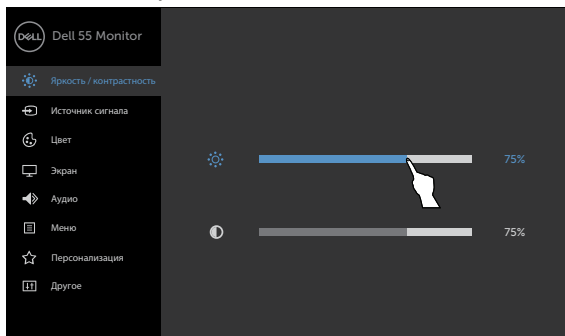 DELL Dell 55 Monitor
Яркость / контрастность
Источник сигнала
Цвет
Экран
75%
Аудио
Меню
75%
Персонализация
Другое